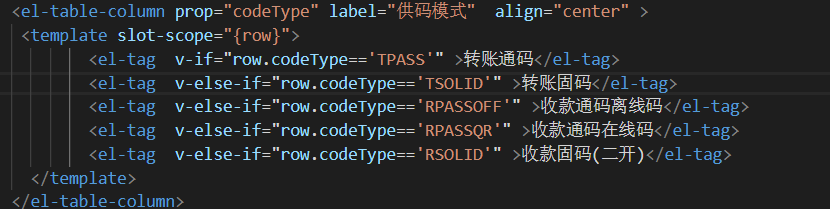 <el-table-column prop="codeType" label="供码模式"  align="center" >
<template slot-scope="{row}">
<el-tag  v-if="row.codeType=='TPASS'" >转账通码</el-tag>
<el-tag  v-else-if="row.codeType=='TSOLID'" >转账固码</el-tag>
<el-tag  v-else-if="row.codeType=='RPASSOFF'" >收款通码离线码</el-tag>
<el-tag  v-else-if="row.codeType=='RPASSQR'" >收款通码在线码</el-tag>
<el-tag  v-else-if="row.codeType=='RSOLID'" >收款固码(二开)</el-tag>
</template>
</el-table-column>